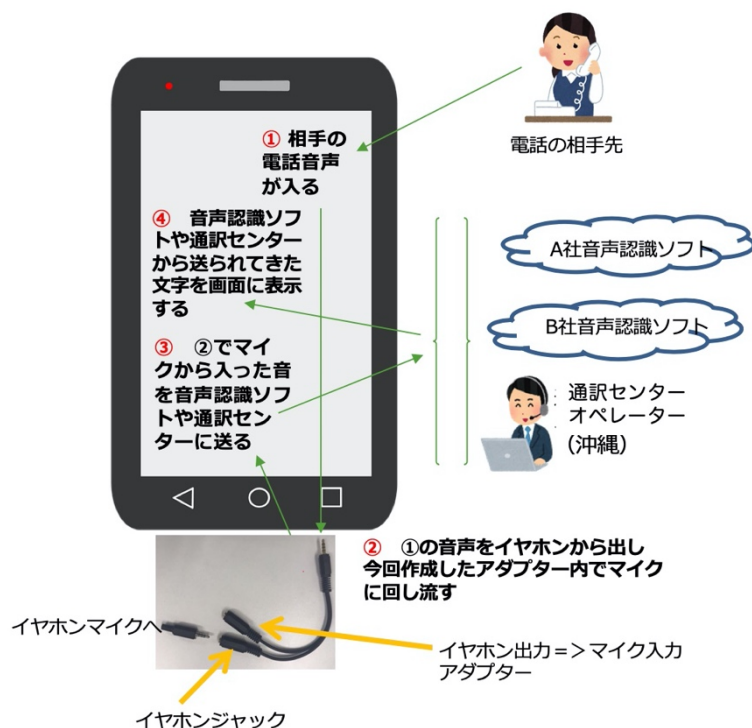 ① 相手の
電話音声
が入る
電話の相手先
④ 音声認識ソフ
トや通訳センター
から送られてきた
文字を画面に表示
する
A社音声認識ソフト
B社音声認識ソフト
③ ②でマイ
クから入った音
を音声認識ソフ
トや通訳セン
ターに送る
通訳センター
オペレーター
(沖縄)
② ①の音声をイヤホンから出し
今回作成したアダプター内でマイク
に回し流す
イヤホンマイクへ
イヤホン出力=>マイク入力
アダプター
イヤホンジャック